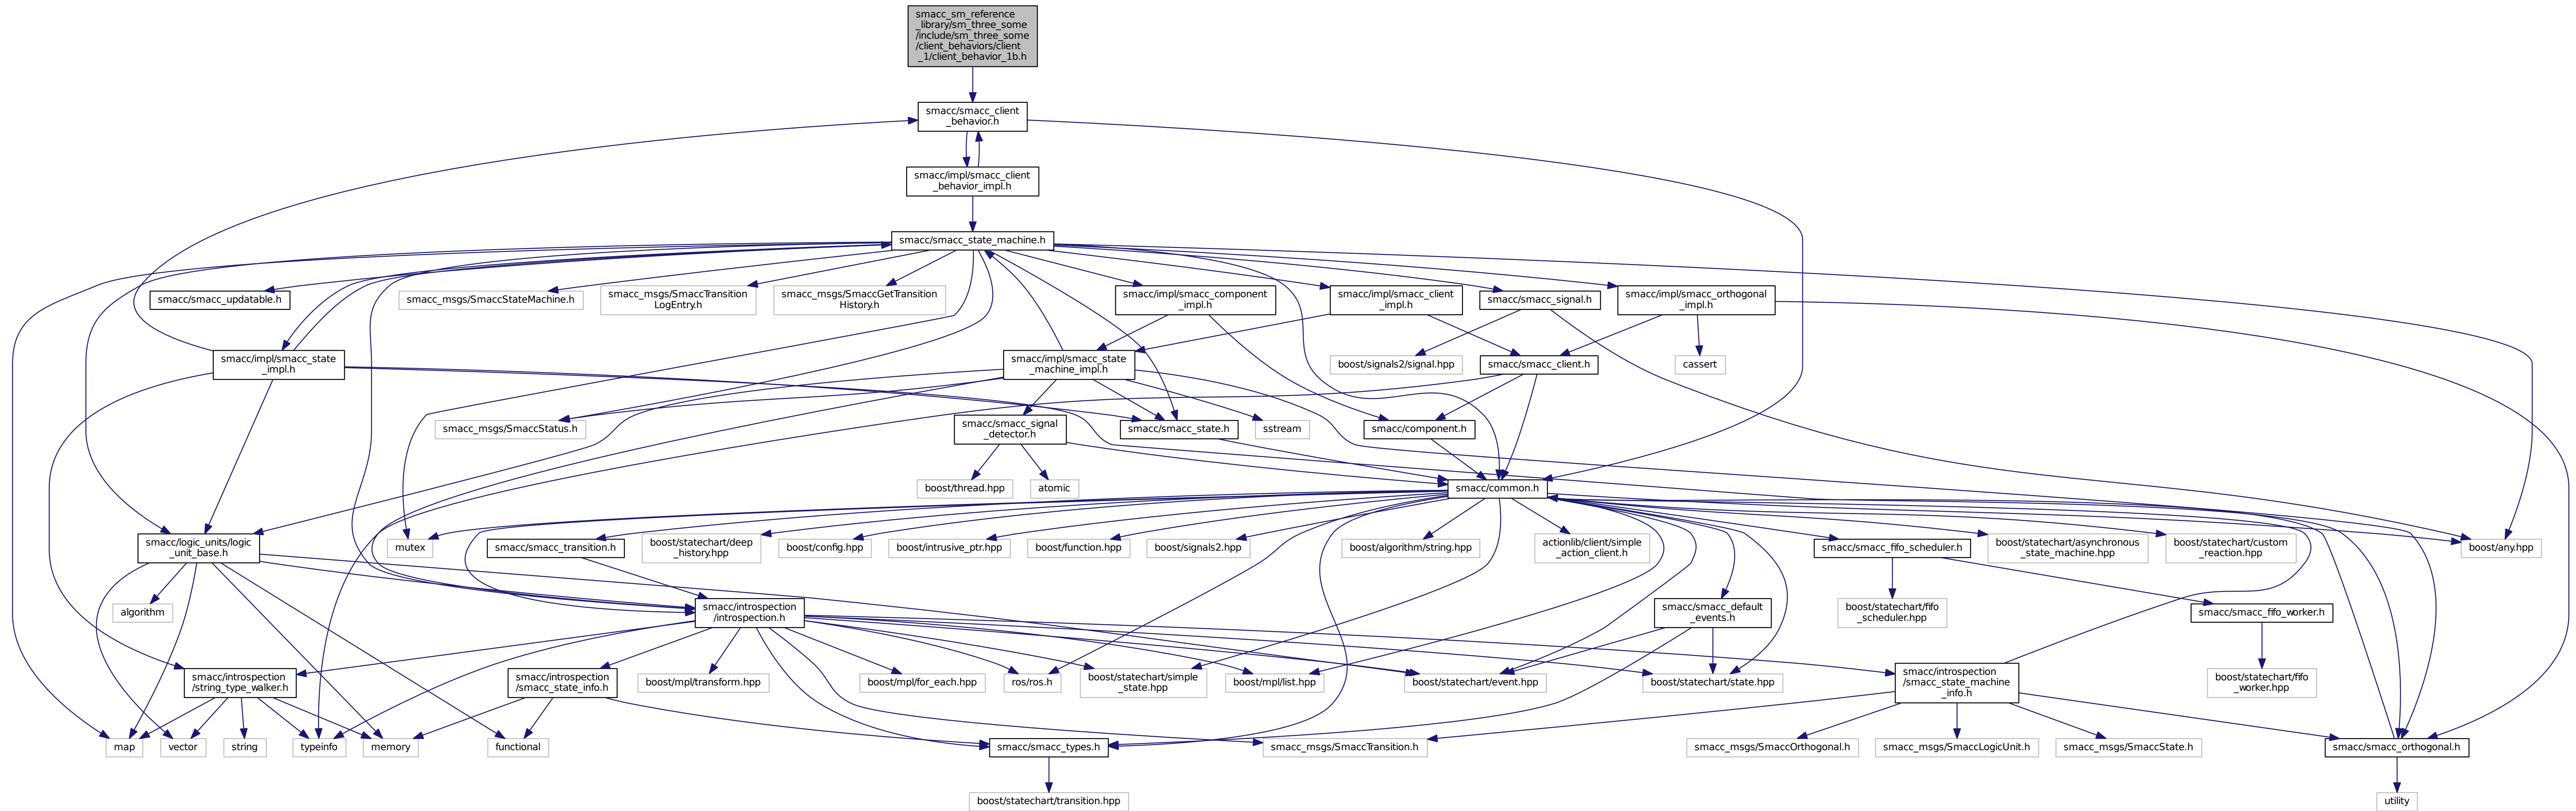 smacc_sm_reference
_library/sm_three_some
/include/sm_three_some
/client_behaviors/client
_1/client_behavior_1b.h
smacc/smacc_client
_behavior.h
smacc/impl/smacc_client
_behavior_impl.h
smacc/smacc_state_machine.h
smacc/smacc_updatable.h
smacc_msgs/SmaccStateMachine.h
smacc_msgs/SmaccTransition
LogEntry.h
smacc_msgs/SmaccGetTransition
History.h
smacc/impl/smacc_component
_impl.h
smacc/impl/smacc_client
_impl.h
smacc/smacc_signal.h
smacc/impl/smacc_orthogonal
_impl.h
smacc/impl/smacc_state
_impl.h
smacc/impl/smacc_state
_machine_impl.h
boost/signals2/signal.hpp
smacc/smacc_client.h
cassert
smacc_msgs/SmaccStatus.h
smacc/smacc_signal
_detector.h
smacc/smacc_state.h
sstream
smacc/component.h
boost/thread.hpp
atomic
smacc/common.h
smacc/logic_units/logic
_unit_base.h
mutex
smacc/smacc_transition.h
boost/statechart/deep
_history.hpp
boost/config.hpp
boost/intrusive_ptr.hpp
boost/function.hpp
boost/signals2.hpp
boost/algorithm/string.hpp
actionlib/client/simple
_action_client.h
smacc/smacc_fifo_scheduler.h
boost/statechart/asynchronous
_state_machine.hpp
boost/statechart/custom
_reaction.hpp
boost/any.hpp
algorithm
smacc/introspection
/introspection.h
smacc/smacc_default
_events.h
boost/statechart/fifo
_scheduler.hpp
smacc/smacc_fifo_worker.h
smacc/introspection
/string_type_walker.h
smacc/introspection
/smacc_state_info.h
boost/mpl/transform.hpp
boost/mpl/for_each.hpp
ros/ros.h
boost/statechart/simple
_state.hpp
boost/mpl/list.hpp
boost/statechart/event.hpp
boost/statechart/state.hpp
smacc/introspection
/smacc_state_machine
_info.h
boost/statechart/fifo
_worker.hpp
map
vector
string
typeinfo
memory
functional
smacc/smacc_types.h
smacc_msgs/SmaccTransition.h
smacc_msgs/SmaccOrthogonal.h
smacc_msgs/SmaccLogicUnit.h
smacc_msgs/SmaccState.h
smacc/smacc_orthogonal.h
boost/statechart/transition.hpp
utility